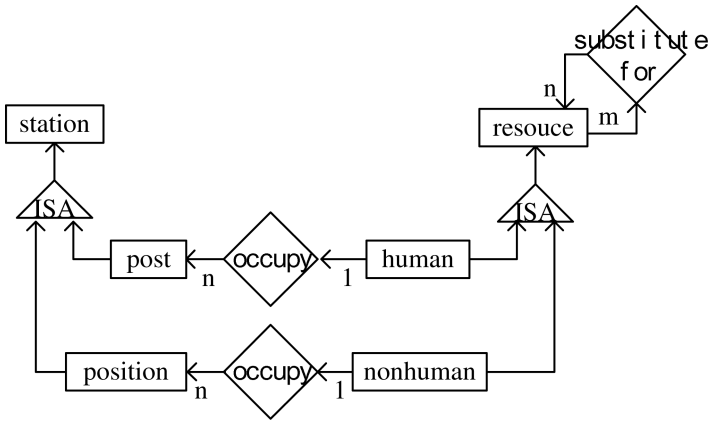 substitute
for
n
station
resouce
m
ISA
ISA
post
n
occupy
1
human
position
n
occupy
1
nonhuman